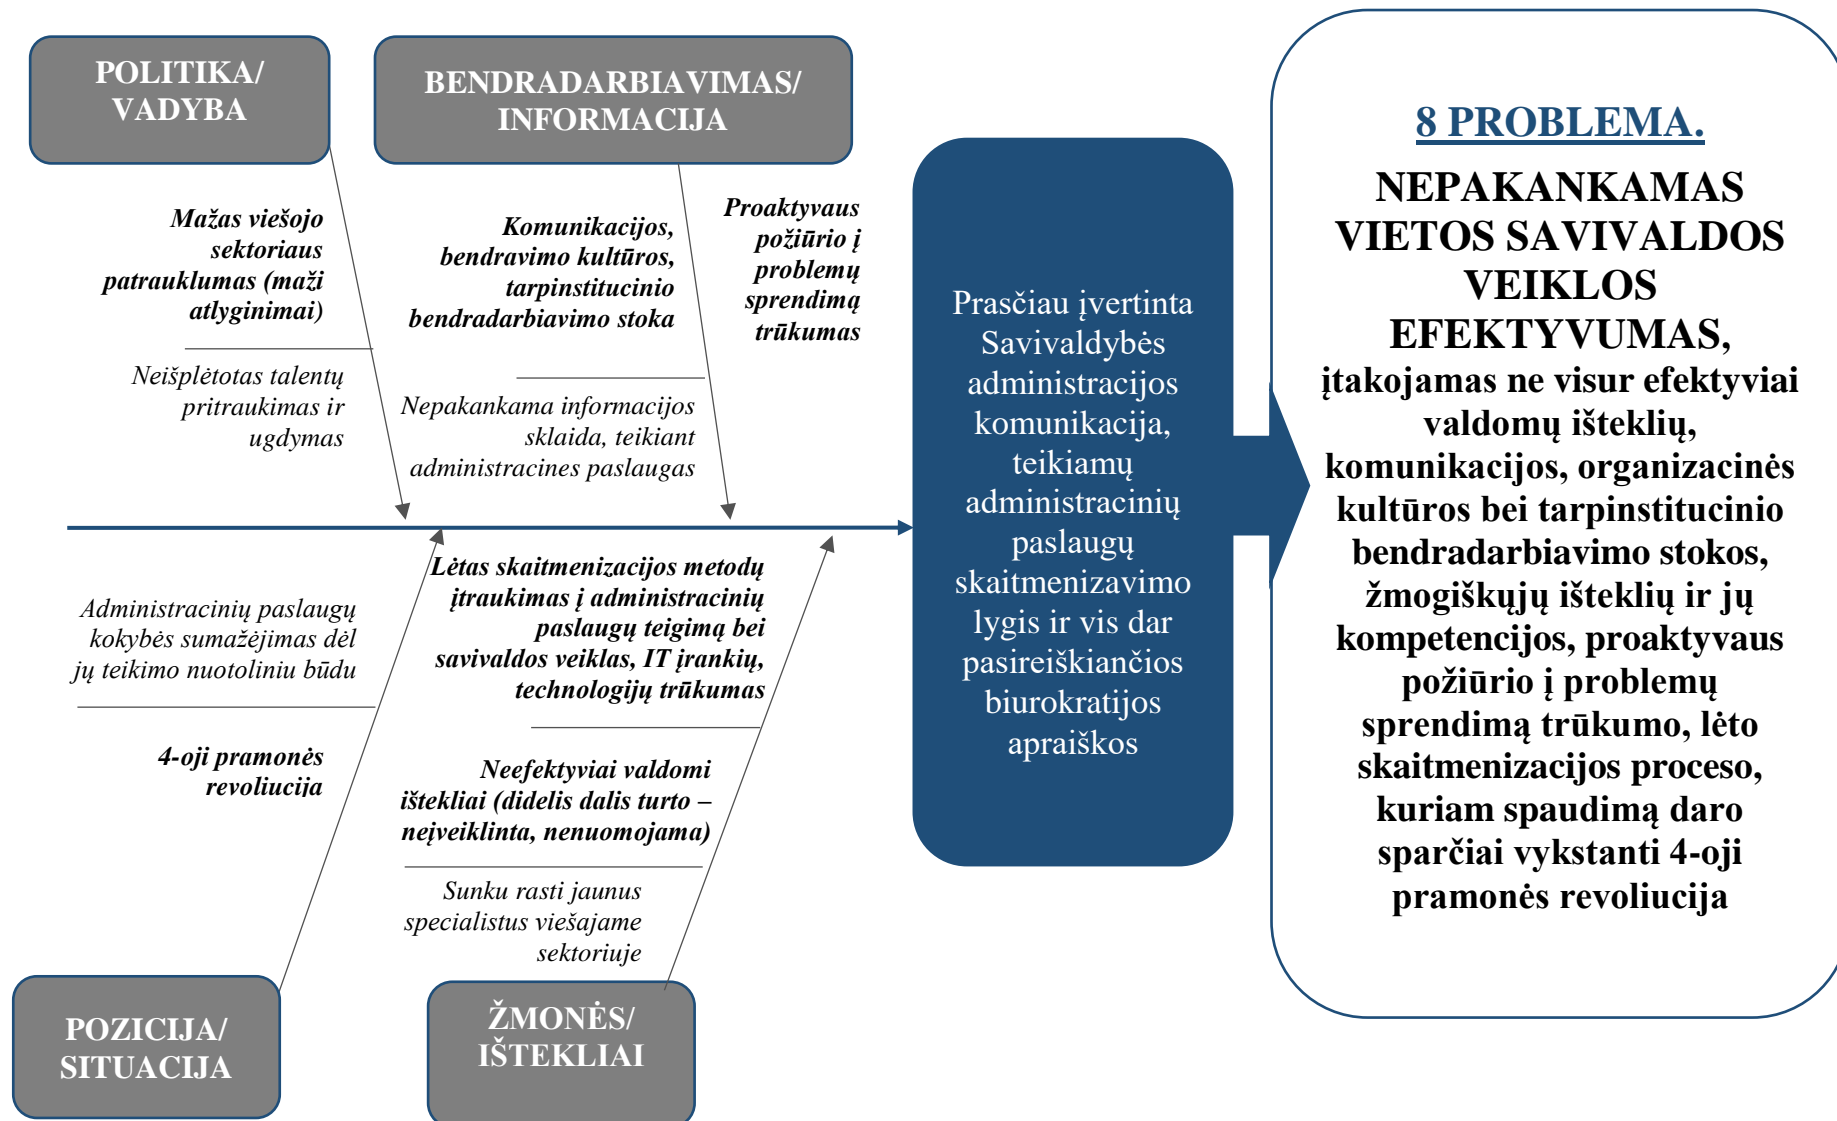 POLITIKA/
VADYBA
BENDRADARBIAVIMAS/
INFORMACIJA
Mažas viešojo
sektoriaus
patrauklumas (maži
atlyginimai)
Neišplėtotas talentų
pritraukimas ir
ugdymas
Komunikacijos,
bendravimo kultūros,
tarpinstitucinio
bendradarbiavimo stoka
Nepakankama informacijos
sklaida, teikiant
administracines paslaugas
Proaktyvaus
požiūrio į
problemų
sprendimą
trūkumas
Administracinių paslaugų
kokybės sumažėjimas dėl
jų teikimo nuotoliniu būdu
4-oji pramonės
revoliucija
Lėtas skaitmenizacijos metodų
įtraukimas į administracinių
paslaugų teigimą bei
savivaldos veiklas, IT įrankių,
technologijų trūkumas
Neefektyviai valdomi
ištekliai (didelis dalis turto –
neįveiklinta, nenuomojama)
Sunku rasti jaunus
specialistus viešajame
sektoriuje
POZICIJA/
SITUACIJA
ŽMONĖS/
IŠTEKLIAI
Prasčiau įvertinta
Savivaldybės
administracijos
komunikacija,
teikiamų
administracinių
paslaugų
skaitmenizavimo
lygis ir vis dar
pasireiškiančios
biurokratijos
apraiškos
8 PROBLEMA.
NEPAKANKAMAS
VIETOS SAVIVALDOS
VEIKLOS
EFEKTYVUMAS,
įtakojamas ne visur efektyviai
valdomų išteklių,
komunikacijos, organizacinės
kultūros bei tarpinstitucinio
bendradarbiavimo stokos,
žmogiškųjų išteklių ir jų
kompetencijos, proaktyvaus
požiūrio į problemų
sprendimą trūkumo, lėto
skaitmenizacijos proceso,
kuriam spaudimą daro
sparčiai vykstanti 4-oji
pramonės revoliucija